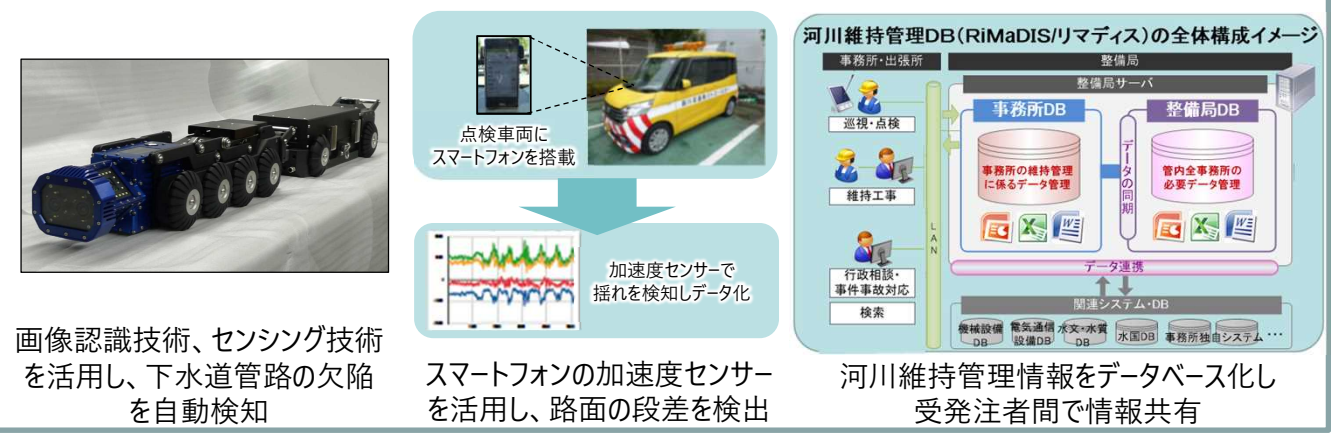 画像認識技術、センシング技術
を活用し、下水道管路の欠陥
を自動検知
点検車両に
スマートフォンを搭載
加速度センサーで
揺れを検知しデータ化
スマートフォンの加速度センサー
を活用し、路面の段差を検出
河川維持管理DB(RiMaDIS/リマディス)の全体構成イメージ
事務所・出張所
整備局
整備局サーバ
巡視・点検
維持工事
行政相談・
事件事故対応
検索
LAN
事務所DB
事務所の維持管理
に係るデータ管理
データの同期
整備局DB
管内全事務所の
必要データ管理
データ連携
関連システム・DB
機械設備
DB
電気通信
設備DB
水文・水質
DB
水国DB
事務所独自システム
…
河川維持管理情報をデータベース化し
受発注者間で情報共有